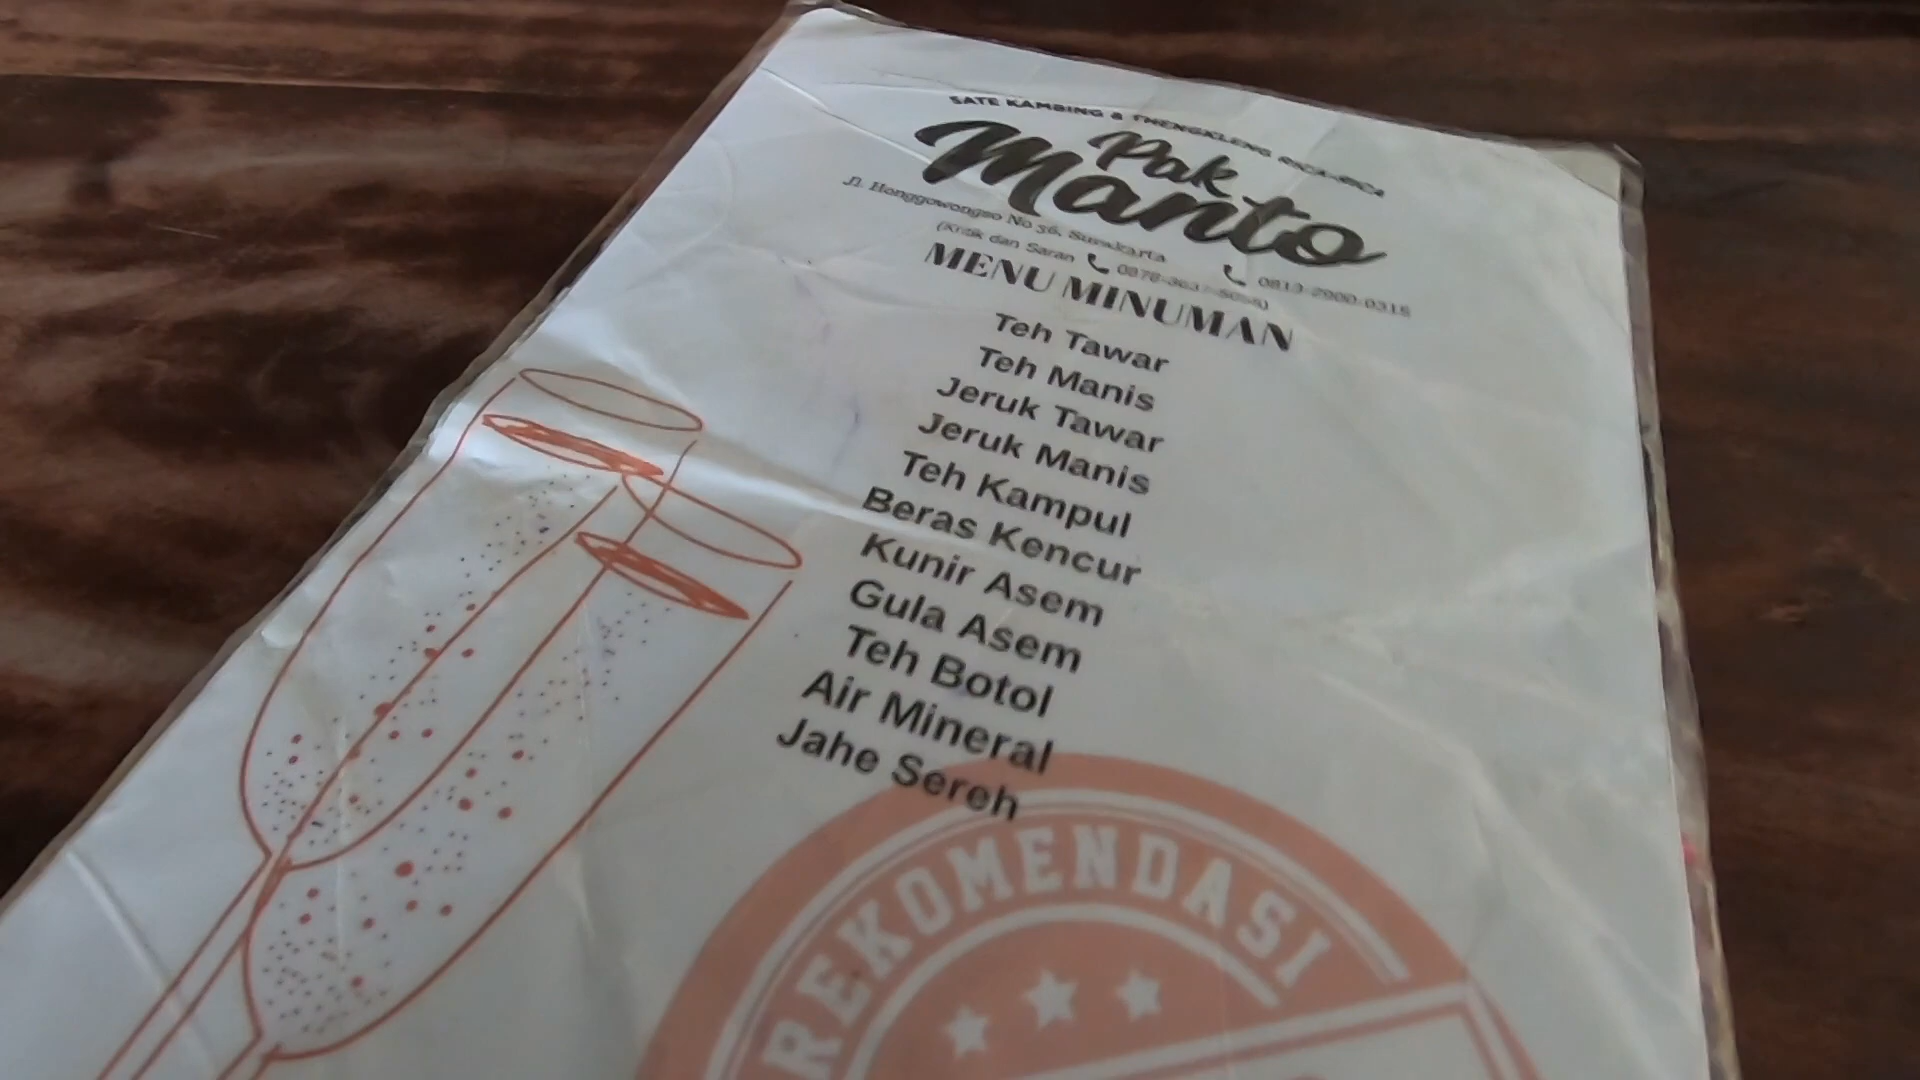 SATE KAMBING & THENGKLENG RICA-RICA
Pak
Manto
Jl. Honggowongso No 36, Surakarta
0813-2900-0315
(Kritik dan Saran
MENU MINUMAN
Teh Tawar
Teh Manis
Jeruk Tawar
Jeruk Manis
Teh Kampul
Beras Kencur
Kunir Asem
Gula Asem
Teh Botol
Air Mineral
Jahe Sereh
REKOMENDASI